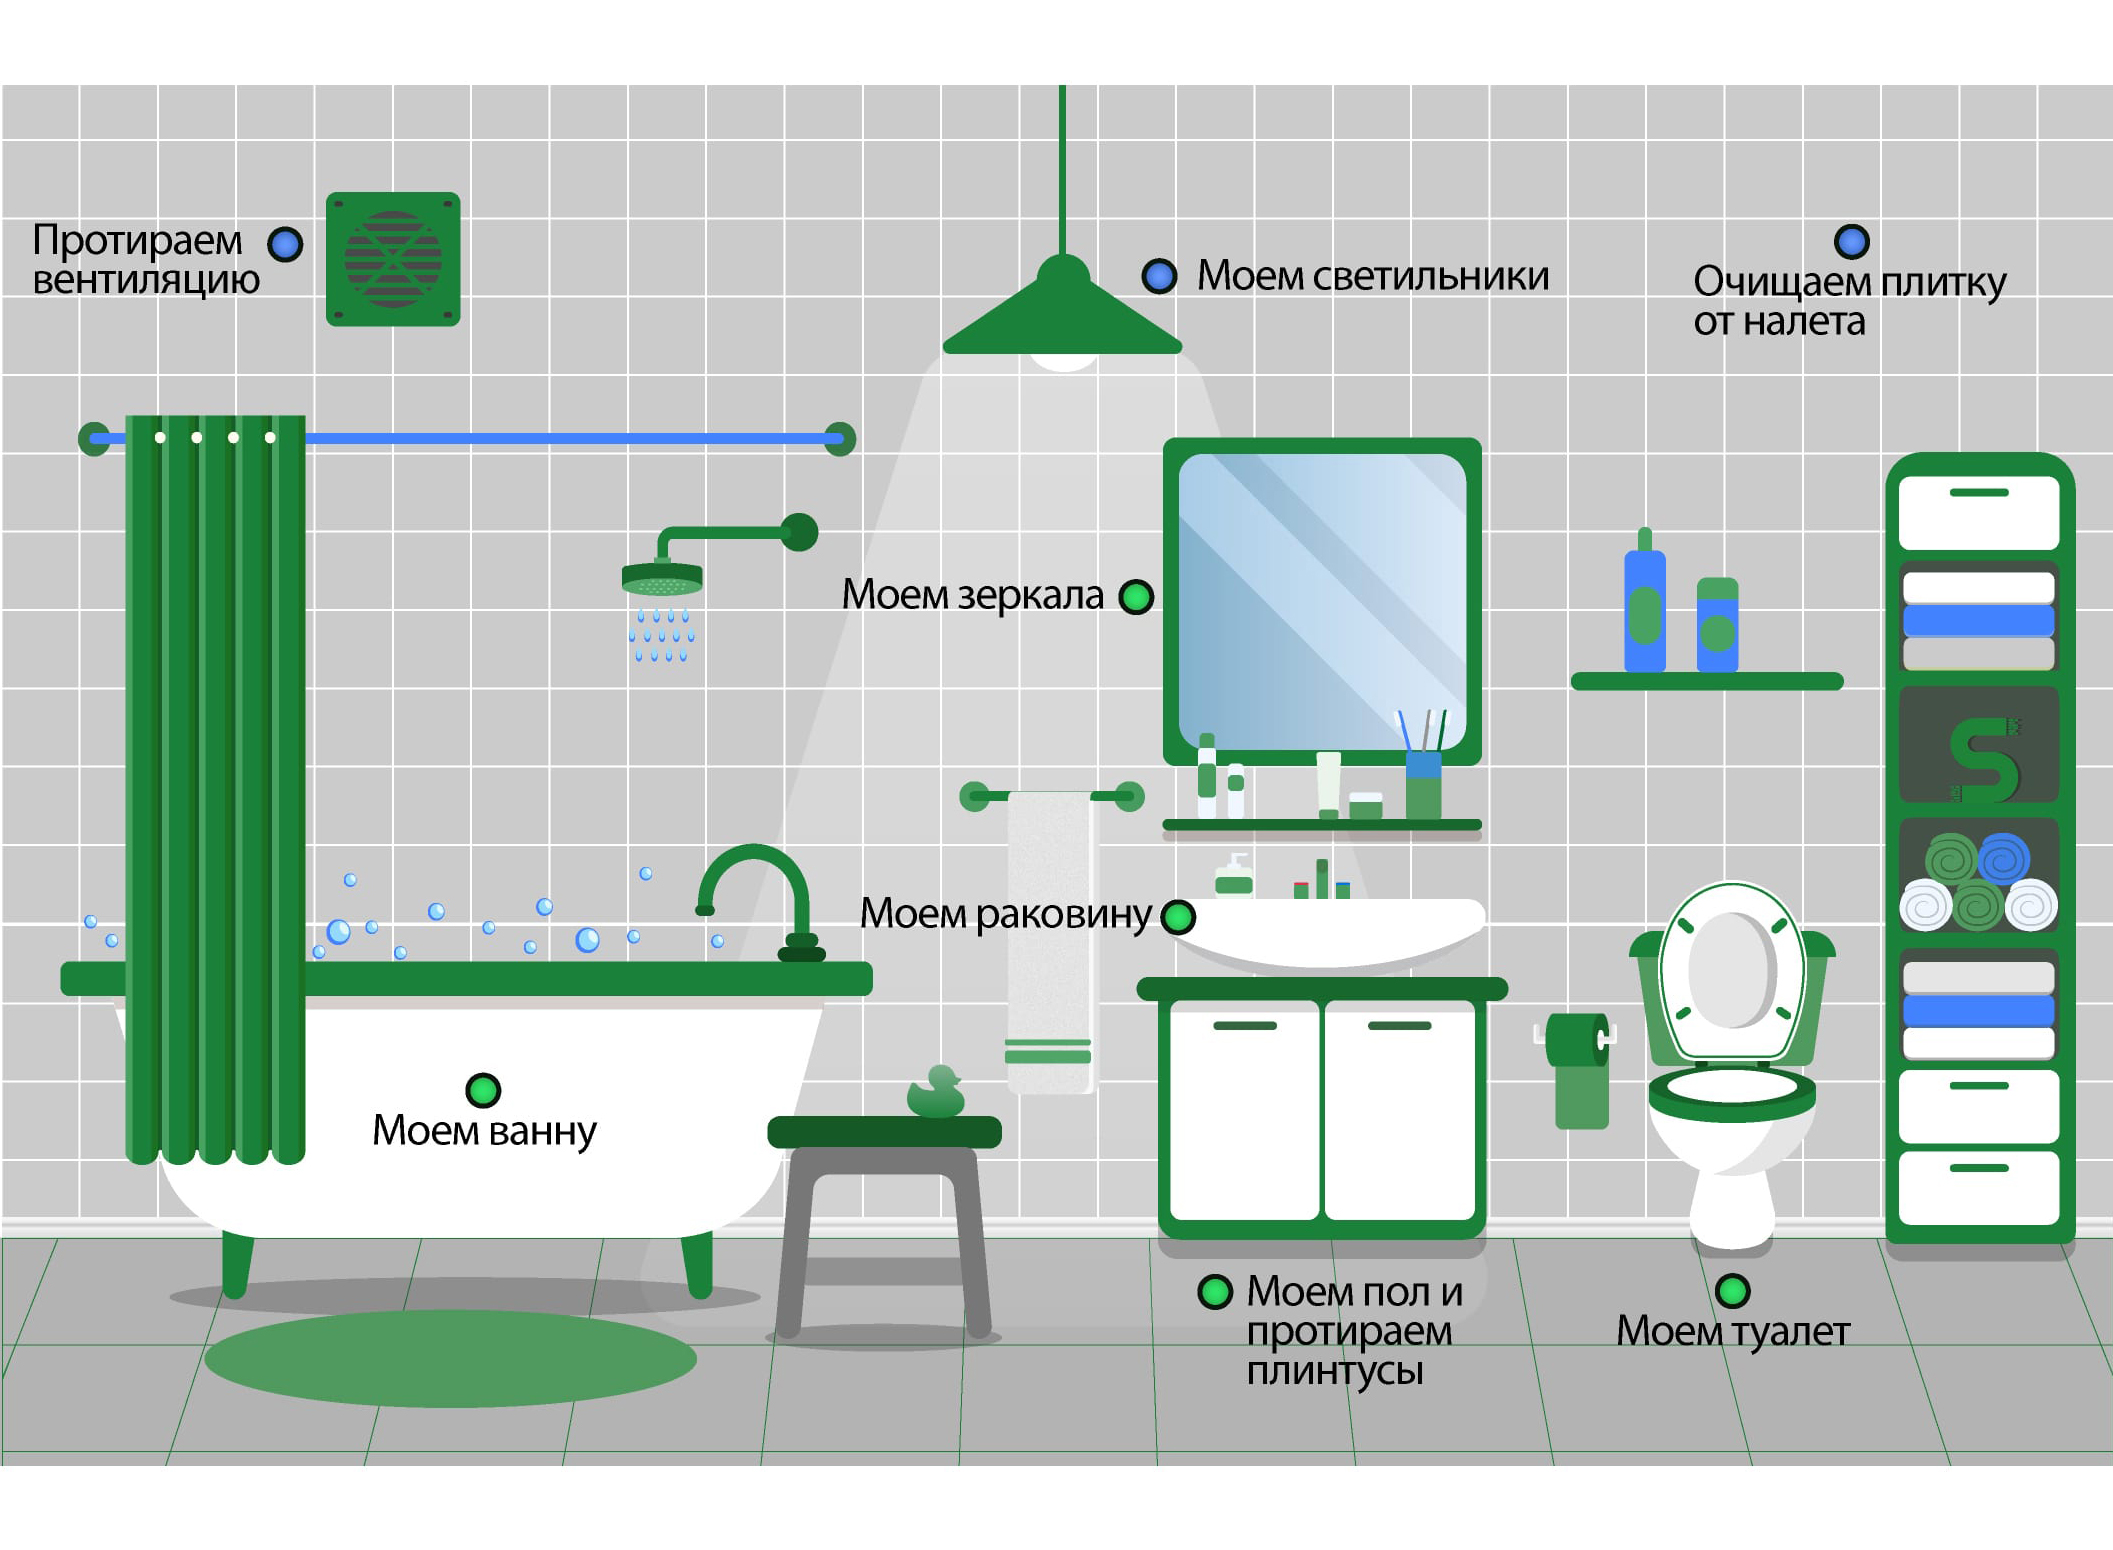 Протираем
вентиляцию
Моем светильники
Очищаем плитку
от налета
Моем зеркала
Моем раковину
Моем ванну
Моем пол и
протираем
плинтусы
Моем туалет